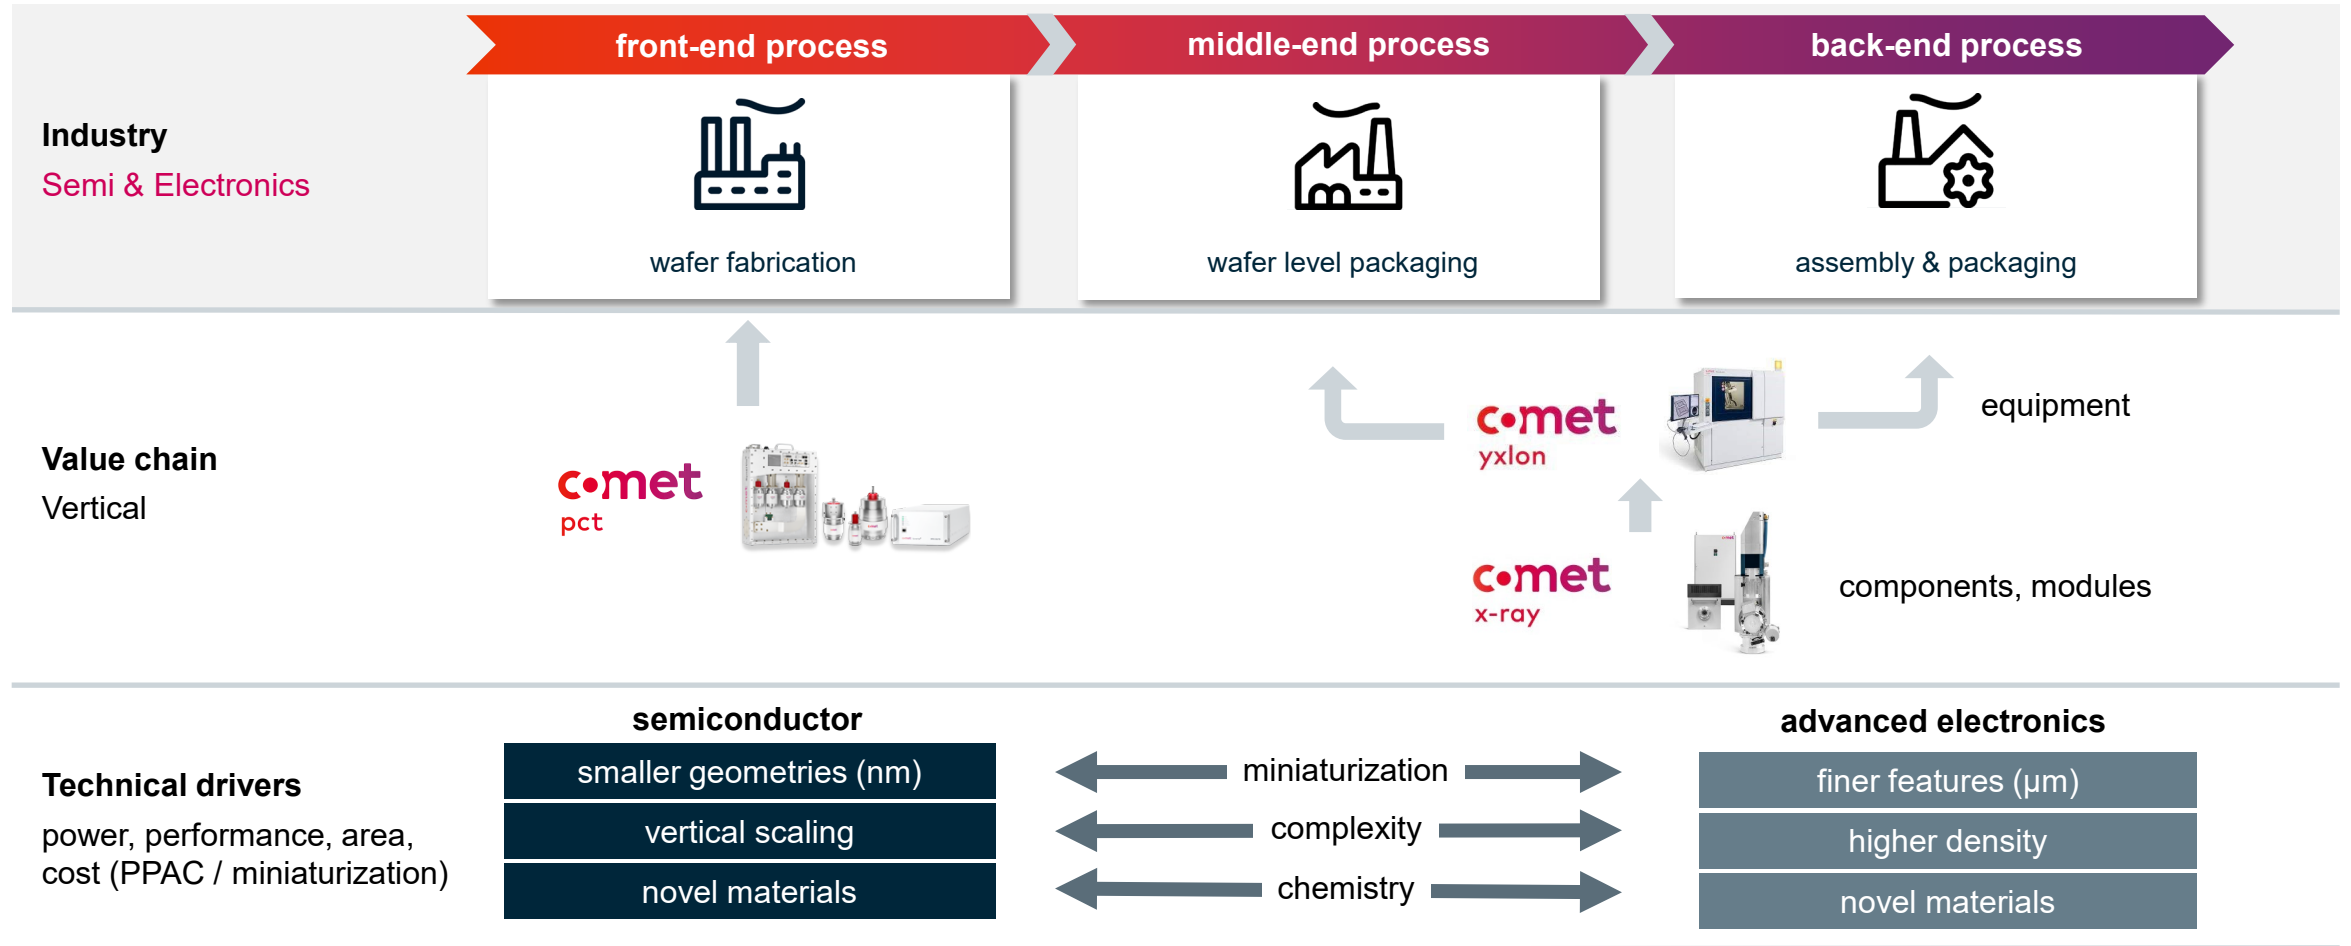 front-end process
middle-end process
back-end process
Industry
Semi & Electronics
wafer fabrication
wafer level packaging
assembly & packaging
Value chain
Vertical
comet
pct
comet
yxlon
equipment
comet
x-ray
components, modules
semiconductor
advanced electronics
Technical drivers
power, performance, area,
cost (PPAC / miniaturization)
smaller geometries (nm)
miniaturization
finer features (µm)
vertical scaling
complexity
higher density
novel materials
chemistry
novel materials